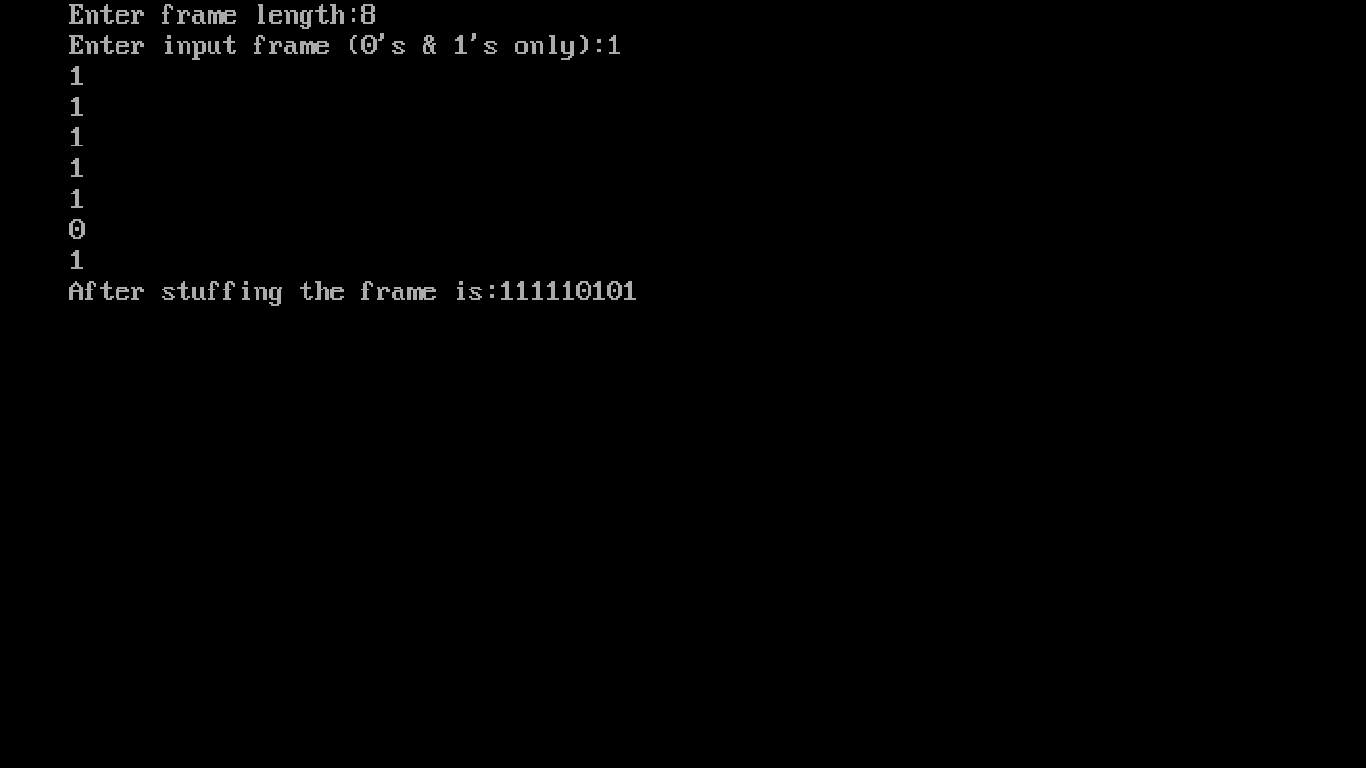 Enter frame length:8
Enter input frame (0's & 1's only):1
1
1
1
1
1
0
1
After stuffing the frame is:111110101